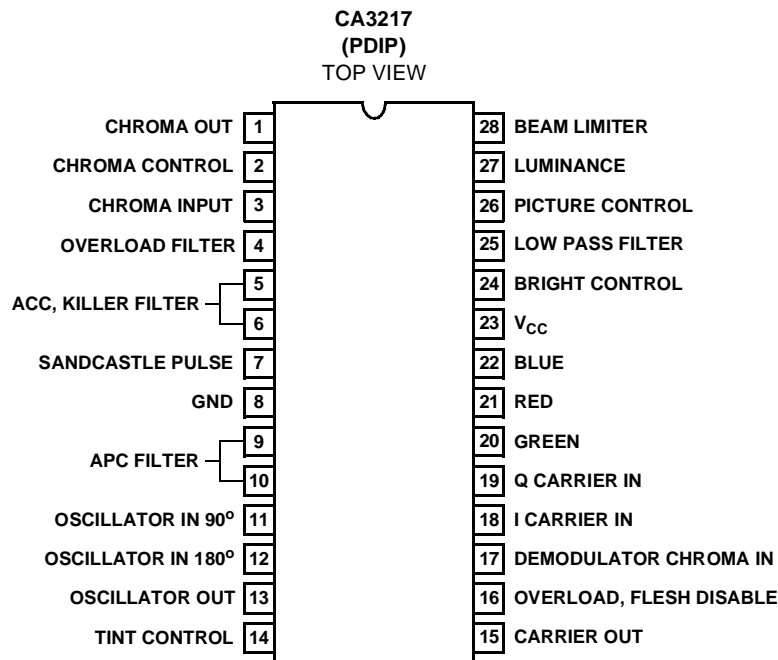 CA3217
(PDIP)
TOP VIEW
CHROMA OUT 1
CHROMA CONTROL 2
CHROMA INPUT 3
OVERLOAD FILTER 4
ACC, KILLER FILTER
5
6
SANDCASTLE PULSE 7
GND 8
APC FILTER
9
10
OSCILLATOR IN 90º 11
OSCILLATOR IN 180º 12
OSCILLATOR OUT 13
TINT CONTROL 14
28 BEAM LIMITER
27 LUMINANCE
26 PICTURE CONTROL
25 LOW PASS FILTER
24 BRIGHT CONTROL
23 VCC
22 BLUE
21 RED
20 GREEN
19 Q CARRIER IN
18 I CARRIER IN
17 DEMODULATOR CHROMA IN
16 OVERLOAD, FLESH DISABLE
15 CARRIER OUT